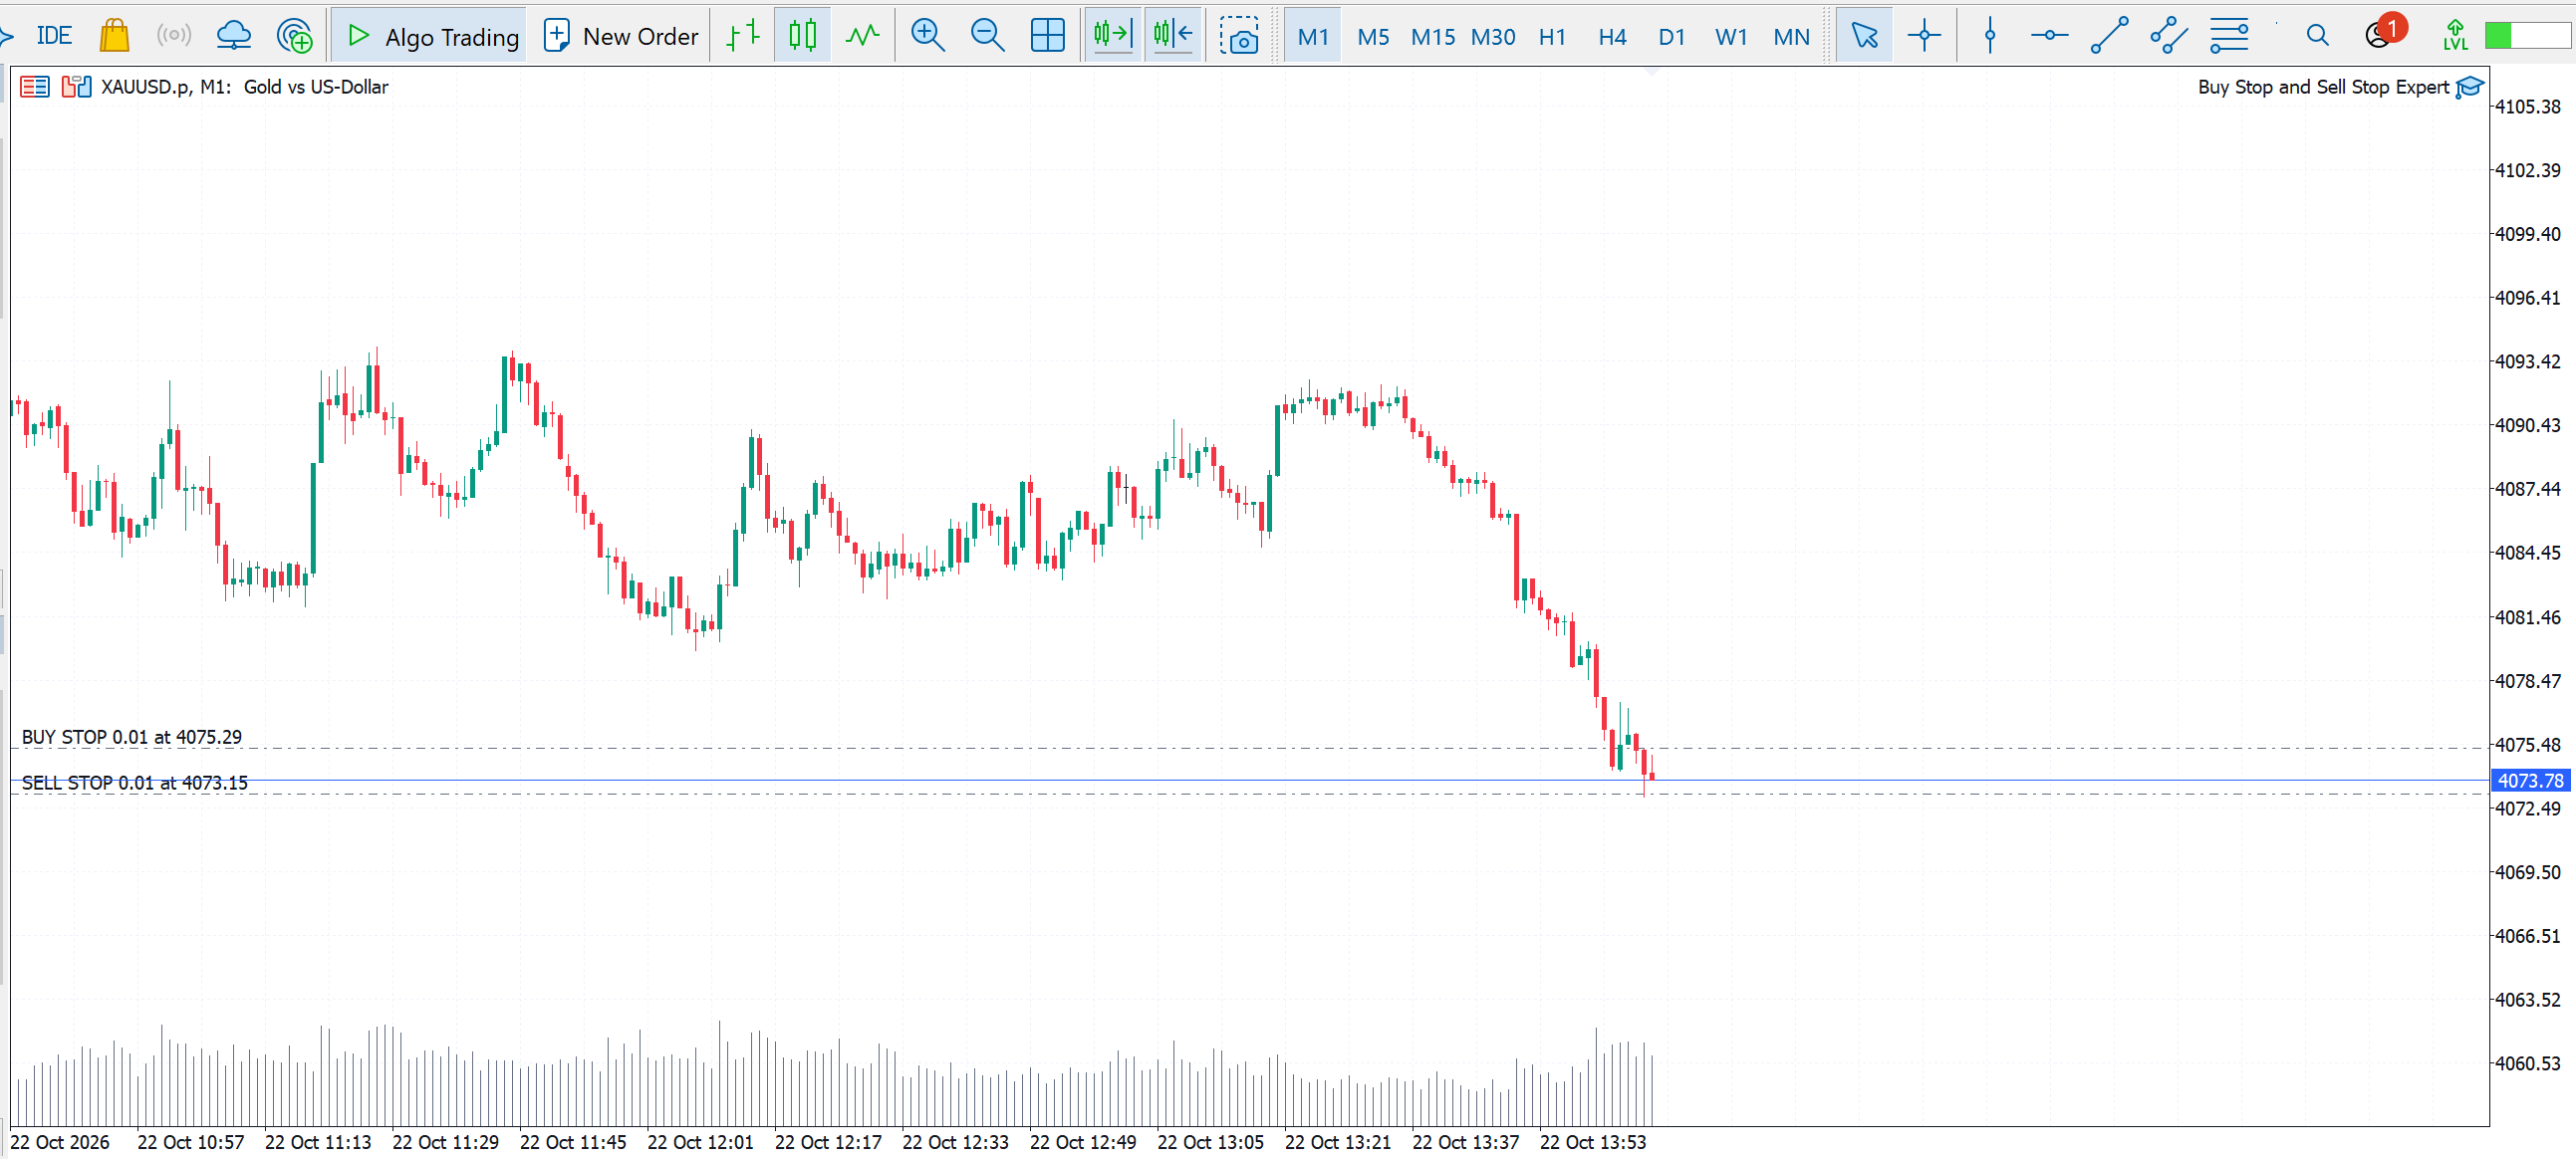 IDE Algo Trading New Order M1 M5 M15 M30 H1 H4 D1 W1 MN 1 LVL
XAUUSD.p, M1: Gold vs US-Dollar
Buy Stop and Sell Stop Expert
4105.38
4102.39
4099.40
4096.41
4093.42
4090.43
4087.44
4084.45
4081.46
4078.47
BUY STOP 0.01 at 4075.29
4075.48
SELL STOP 0.01 at 4073.15
4073.78
4072.49
4069.50
4066.51
4063.52
4060.53
22 Oct 2026 22 Oct 10:57 22 Oct 11:13 22 Oct 11:29 22 Oct 11:45 22 Oct 12:01 22 Oct 12:17 22 Oct 12:33 22 Oct 12:49 22 Oct 13:05 22 Oct 13:21 22 Oct 13:37 22 Oct 13:53